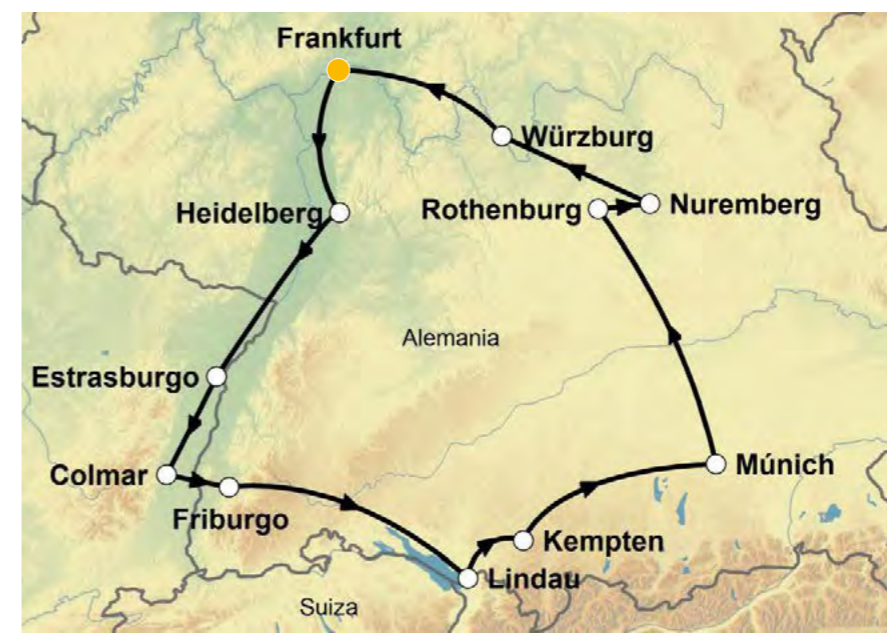 Frankfurt
Würzburg
Heidelberg
Rothenburg
Nuremberg
Alemania
Estrasburgo
Colmar
Múnich
Friburgo
Kempten
Lindau
Suiza